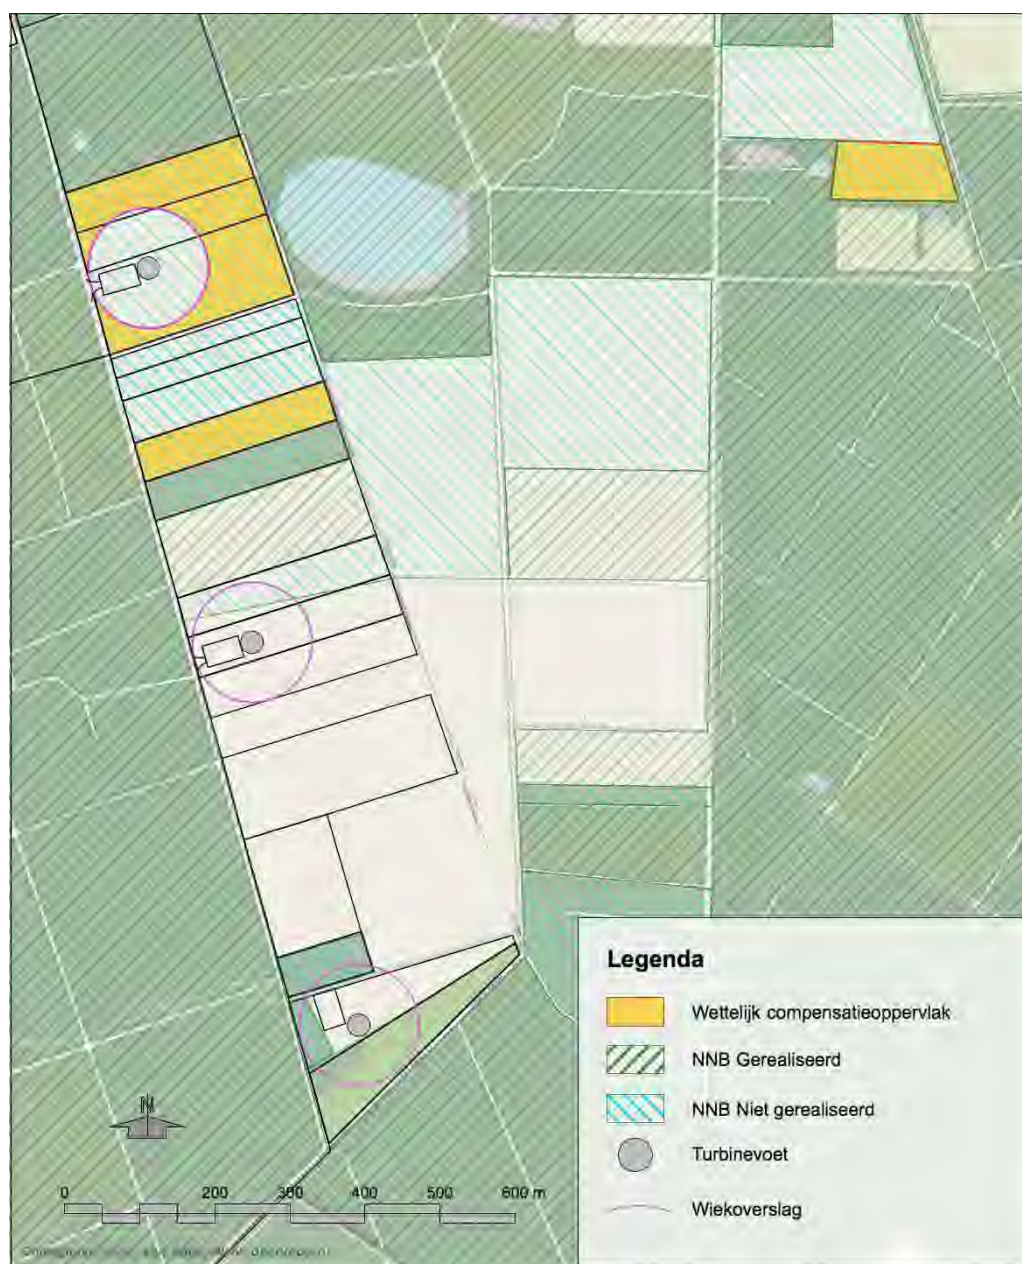 Legenda
Wettelijk compensatieoppervlak
NNB Gerealiseerd
NNB Niet gerealiseerd
Turbinevoet
Wiekoverslag
N
0 200 300 400 500 600 m